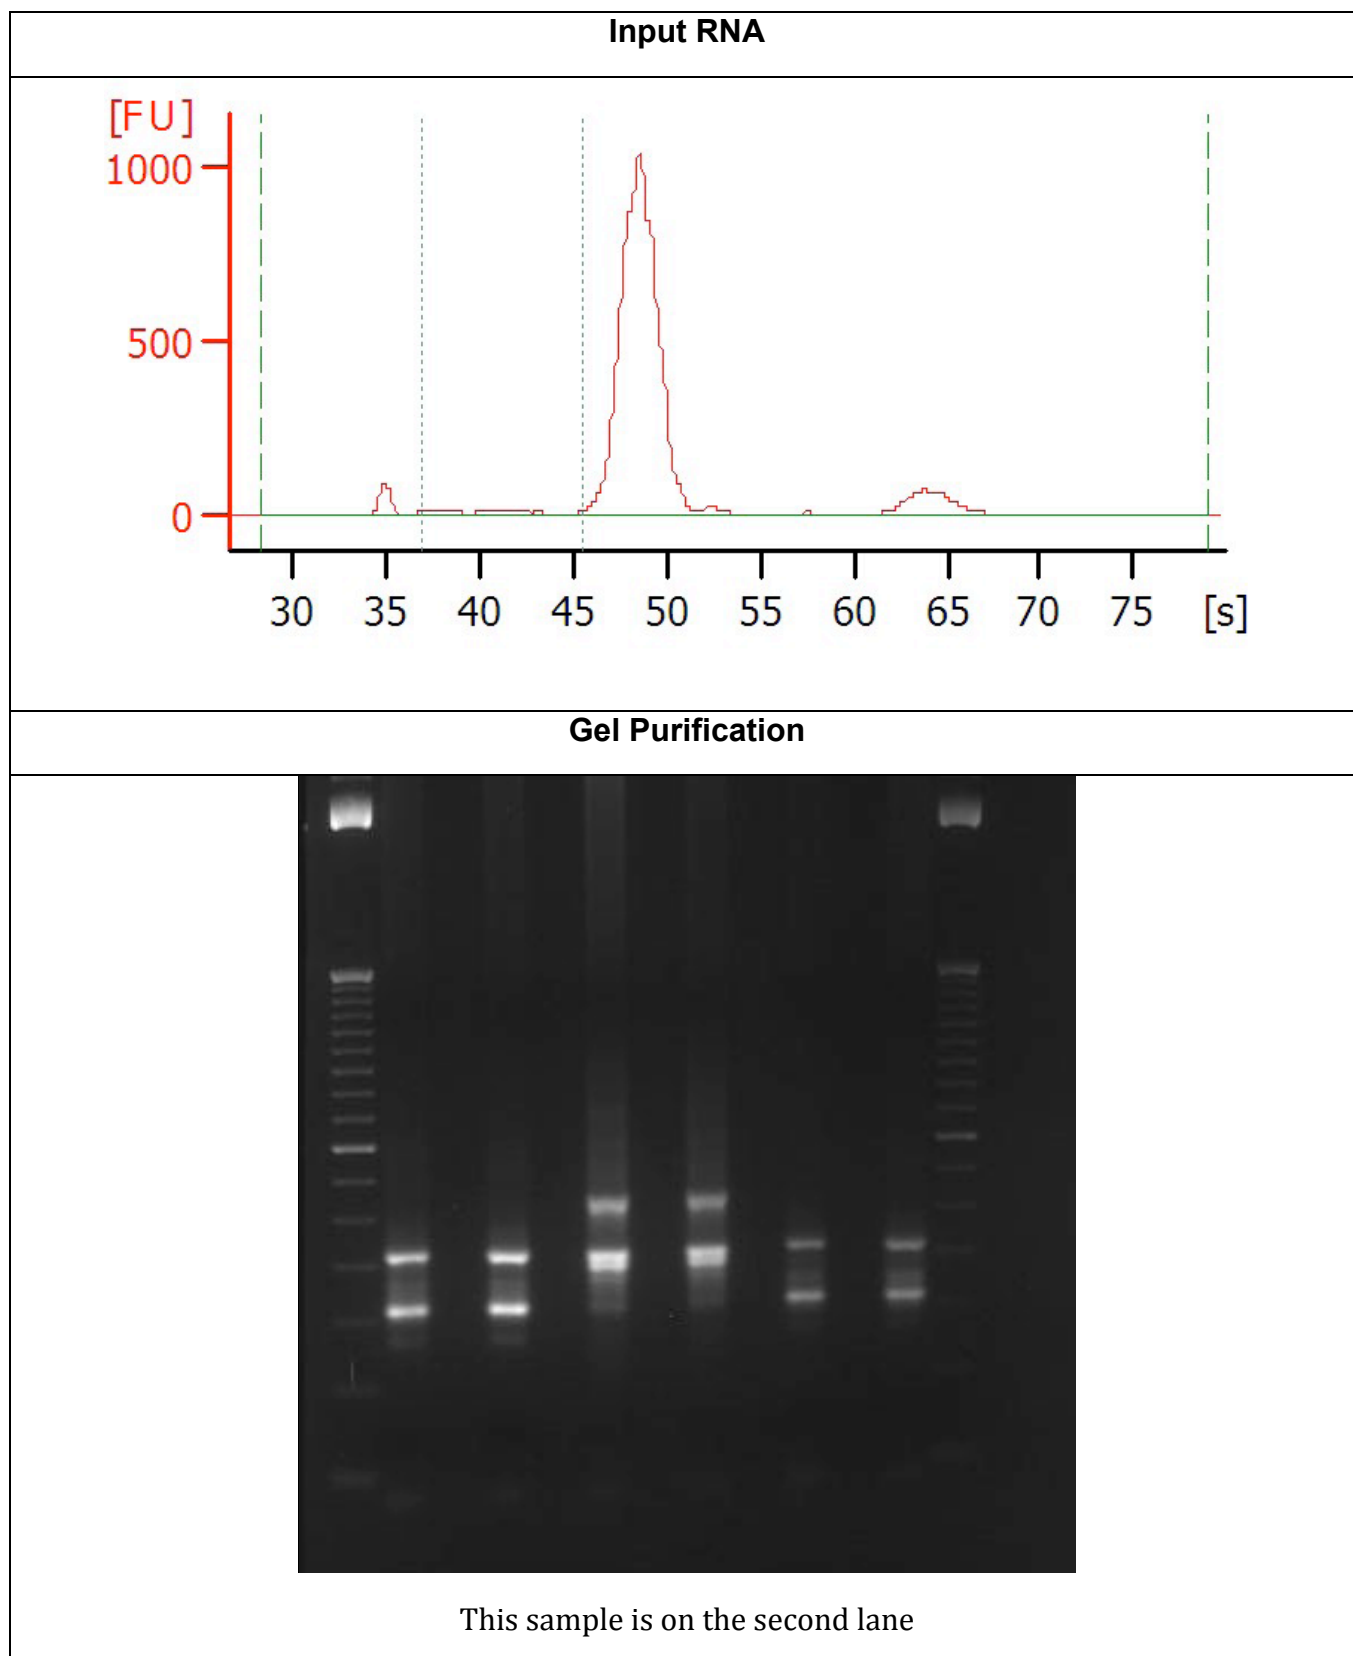 Input RNA
[FU]
1000
500
0
30 35 40 45 50 55 60 65 70 75 [s]
Gel Purification
This sample is on the second lane